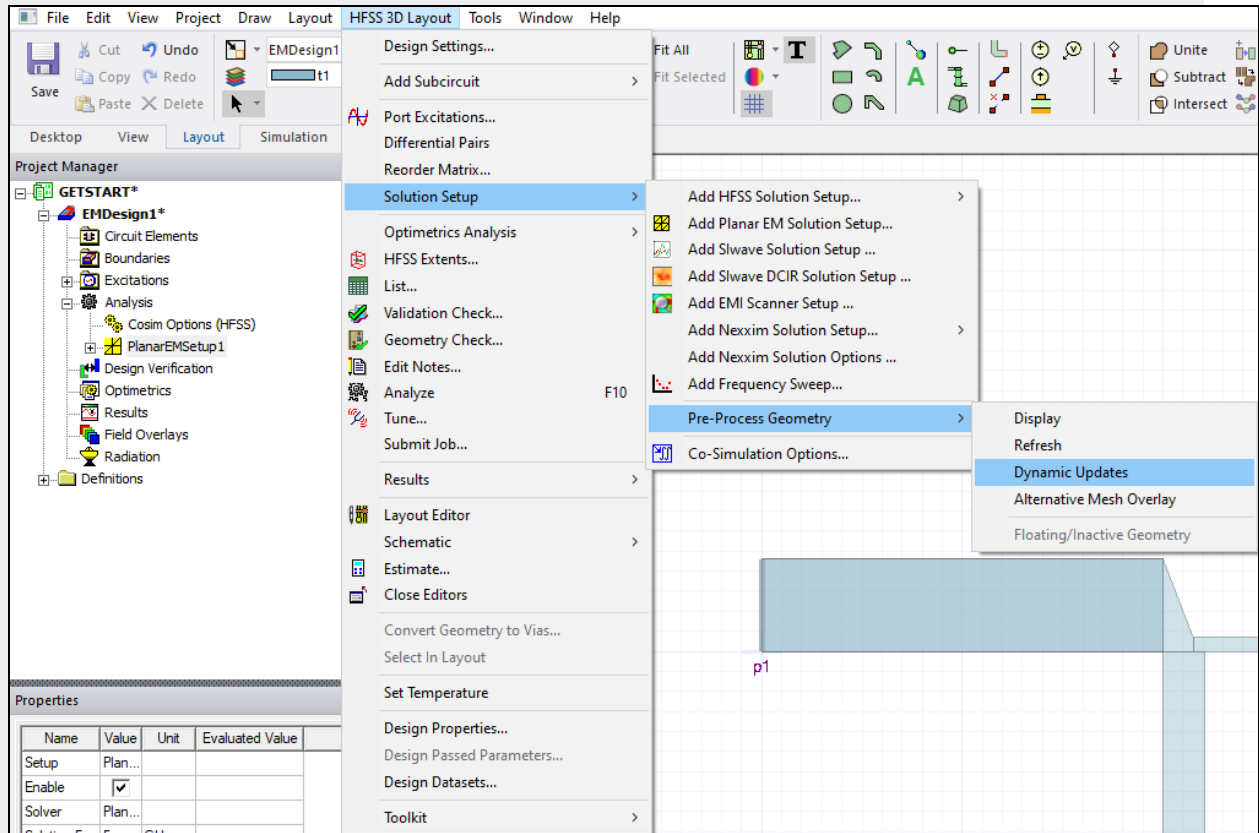 File Edit View Project Draw Layout HFSS 3D Layout Tools Window Help
Save
Cut Undo
Copy Redo
Paste Delete
EMDesign1
t1
Fit All
Fit Selected
T
A
Unite
Subtract
Intersect
Desktop View Layout Simulation
Project Manager
GETSTART*
EMDesign1*
Circuit Elements
Boundaries
Excitations
Analysis
Cosim Options (HFSS)
PlanarEMSetup1
Design Verification
Optimetrics
Results
Field Overlays
Radiation
Definitions
Properties
Name Value Unit Evaluated Value
Setup Plan...
Enable
Solver Plan...
Design Settings...
Add Subcircuit
Port Excitations...
Differential Pairs
Reorder Matrix...
Solution Setup
Optimetrics Analysis
HFSS Extents...
List...
Validation Check...
Geometry Check...
Edit Notes...
Analyze F10
Tune...
Submit Job...
Results
Layout Editor
Schematic
Estimate...
Close Editors
Convert Geometry to Vias...
Select In Layout
Set Temperature
Design Properties...
Design Passed Parameters...
Design Datasets...
Toolkit
Add HFSS Solution Setup...
Add Planar EM Solution Setup...
Add SIwave Solution Setup ...
Add SIwave DCIR Solution Setup ...
Add EMI Scanner Setup ...
Add Nexxim Solution Setup...
Add Nexxim Solution Options ...
Add Frequency Sweep...
Pre-Process Geometry
Co-Simulation Options...
Display
Refresh
Dynamic Updates
Alternative Mesh Overlay
Floating/Inactive Geometry
p1